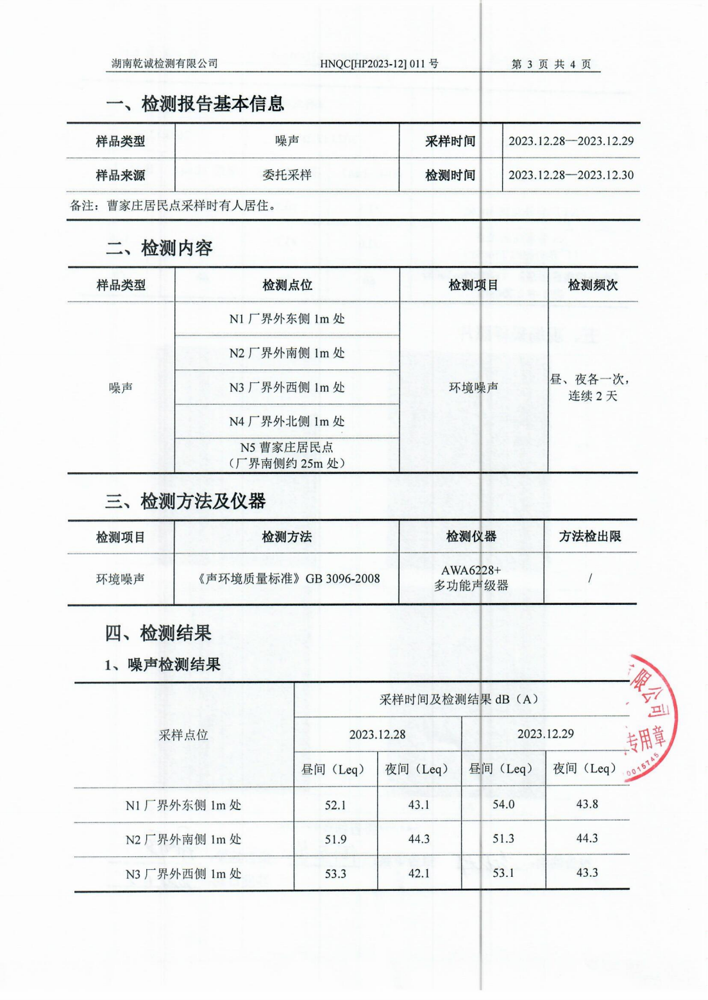 湖南乾诚检测有限公司 HNQC[HP2023-12] 011 号 第 3 页 共 4 页
一、检测报告基本信息
样品类型 噪声 采样时间 2023.12.28—2023.12.29
样品来源 委托采样 检测时间 2023.12.28—2023.12.30
备注：曹家庄居民点采样时有人居住。
二、检测内容
样品类型 检测点位 检测项目 检测频次
N1 厂界外东侧 1m 处
N2 厂界外南侧 1m 处
噪声 N3 厂界外西侧 1m 处 环境噪声 昼、夜各一次，
连续 2 天
N4 厂界外北侧 1m 处
N5 曹家庄居民点
（厂界南侧约 25m 处）
三、检测方法及仪器
检测项目 检测方法 检测仪器 方法检出限
环境噪声 《声环境质量标准》GB 3096-2008 AWA6228+ /
多功能声级器
四、检测结果
1、噪声检测结果
采样时间及检测结果 dB（A）
采样点位 2023.12.28 2023.12.29
昼间（Leq） 夜间（Leq） 昼间（Leq） 夜间（Leq）
N1 厂界外东侧 1m 处 52.1 43.1 54.0 43.8
N2 厂界外南侧 1m 处 51.9 44.3 51.3 44.3
N3 厂界外西侧 1m 处 53.3 42.1 53.1 43.3
限公司
专用章
0015745